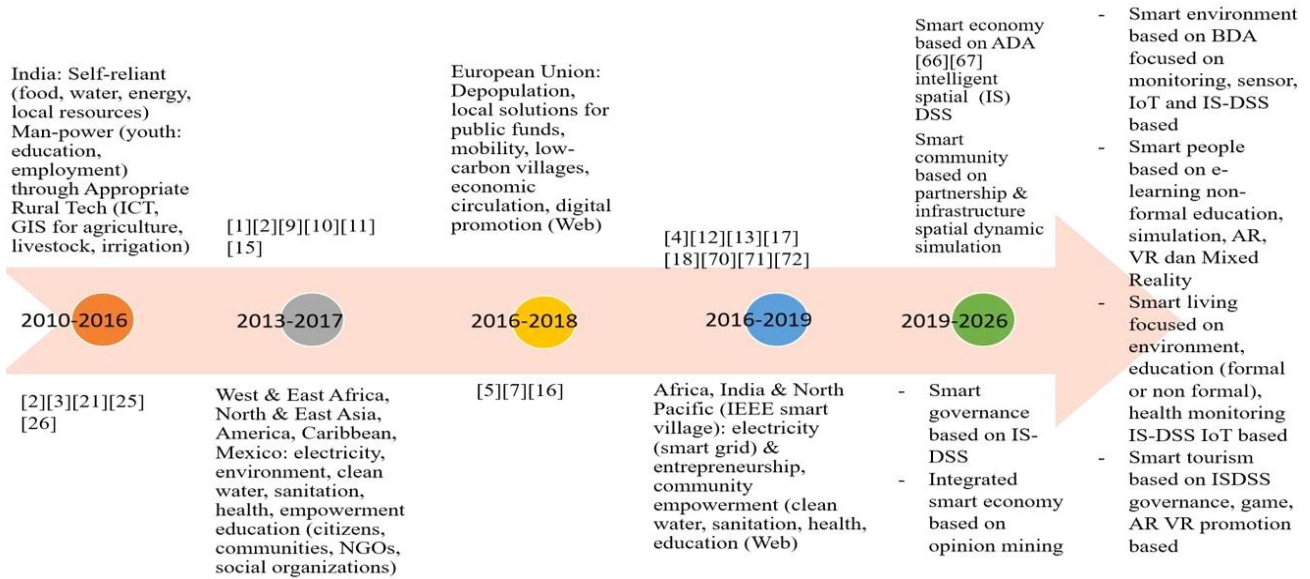 India: Self-reliant
(food, water, energy,
local resources)
Man-power (youth:
education,
employment)
through Appropriate
Rural Tech (ICT,
GIS for agriculture,
livestock, irrigation)
2010-2016
[2][3][21][25]
[26]
[1][2][9][10][11]
[15]
2013-2017
West & East Africa,
North & East Asia,
America, Caribbean,
Mexico: electricity,
environment, clean
water, sanitation,
health, empowerment
education (citizens,
communities, NGOs,
social organizations)
European Union:
Depopulation,
local solutions for
public funds,
mobility, low-
carbon villages,
economic
circulation, digital
promotion (Web)
2016-2018
[5][7][16]
[4][12][13][17]
[18][70][71][72]
2016-2019
Africa, India & North
Pacific (IEEE smart
village): electricity
(smart grid) &
entrepreneurship,
community
empowerment (clean
water, sanitation, health,
education (Web)
Smart economy
based on ADA
[66][67]
intelligent
spatial (IS)
DSS
Smart
community
based on
partnership &
infrastructure
spatial dynamic
simulation
2019-2026
- Smart
governance
based on IS-
DSS
- Integrated
smart economy
based on
opinion mining
- Smart environment
based on BDA
focused on
monitoring, sensor,
IoT and IS-DSS
based
- Smart people
based on e-
learning non-
formal education,
simulation, AR,
VR dan Mixed
Reality
- Smart living
focused on
environment,
education (formal
or non formal),
health monitoring
IS-DSS IoT based
- Smart tourism
based on ISDSS
governance, game,
AR VR promotion
based